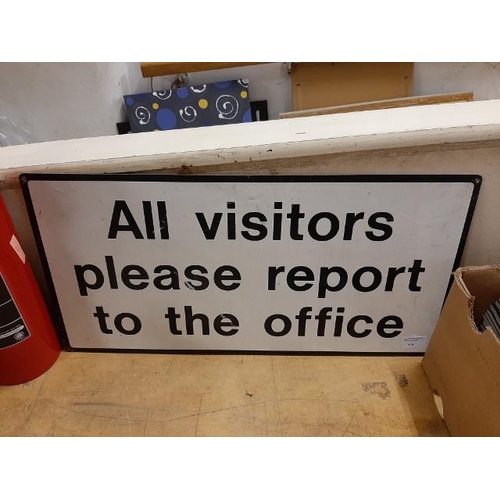 All visitors
please report
to the office